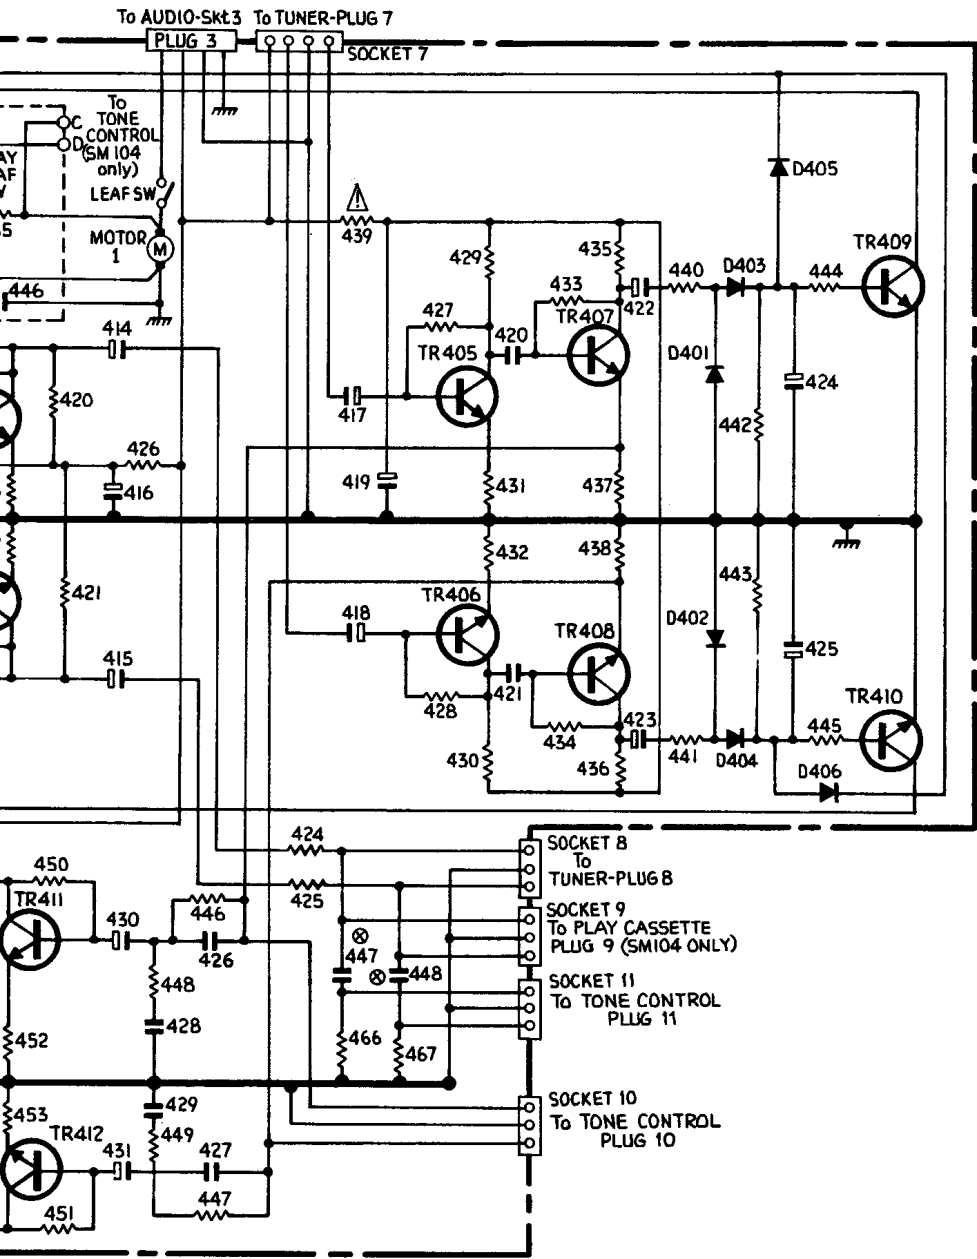 To AUDIO-Skt 3 To TUNER-PLUG 7
PLUG 3
SOCKET 7
To
TONE
CONTROL
(SM 104
only)
C
D
AY
AF
LEAF SW
D405
439
MOTOR
1
M
429
435
TR409
440
D403
444
446
433
422
427
420
TR407
414
TR405
D401
424
420
417
442
426
416
419
431
437
432
438
443
421
TR406
418
TR408
D402
425
415
421
423
TR410
428
434
445
430
436
441
D404
D406
424
SOCKET 8
To
TUNER-PLUG 8
450
425
TR411
446
SOCKET 9
To PLAY CASSETTE
PLUG 9 (SM104 ONLY)
430
426
447
448
448
SOCKET 11
To TONE CONTROL
PLUG 11
428
452
466
467
429
SOCKET 10
To TONE CONTROL
PLUG 10
453
TR412
449
431
427
447
451